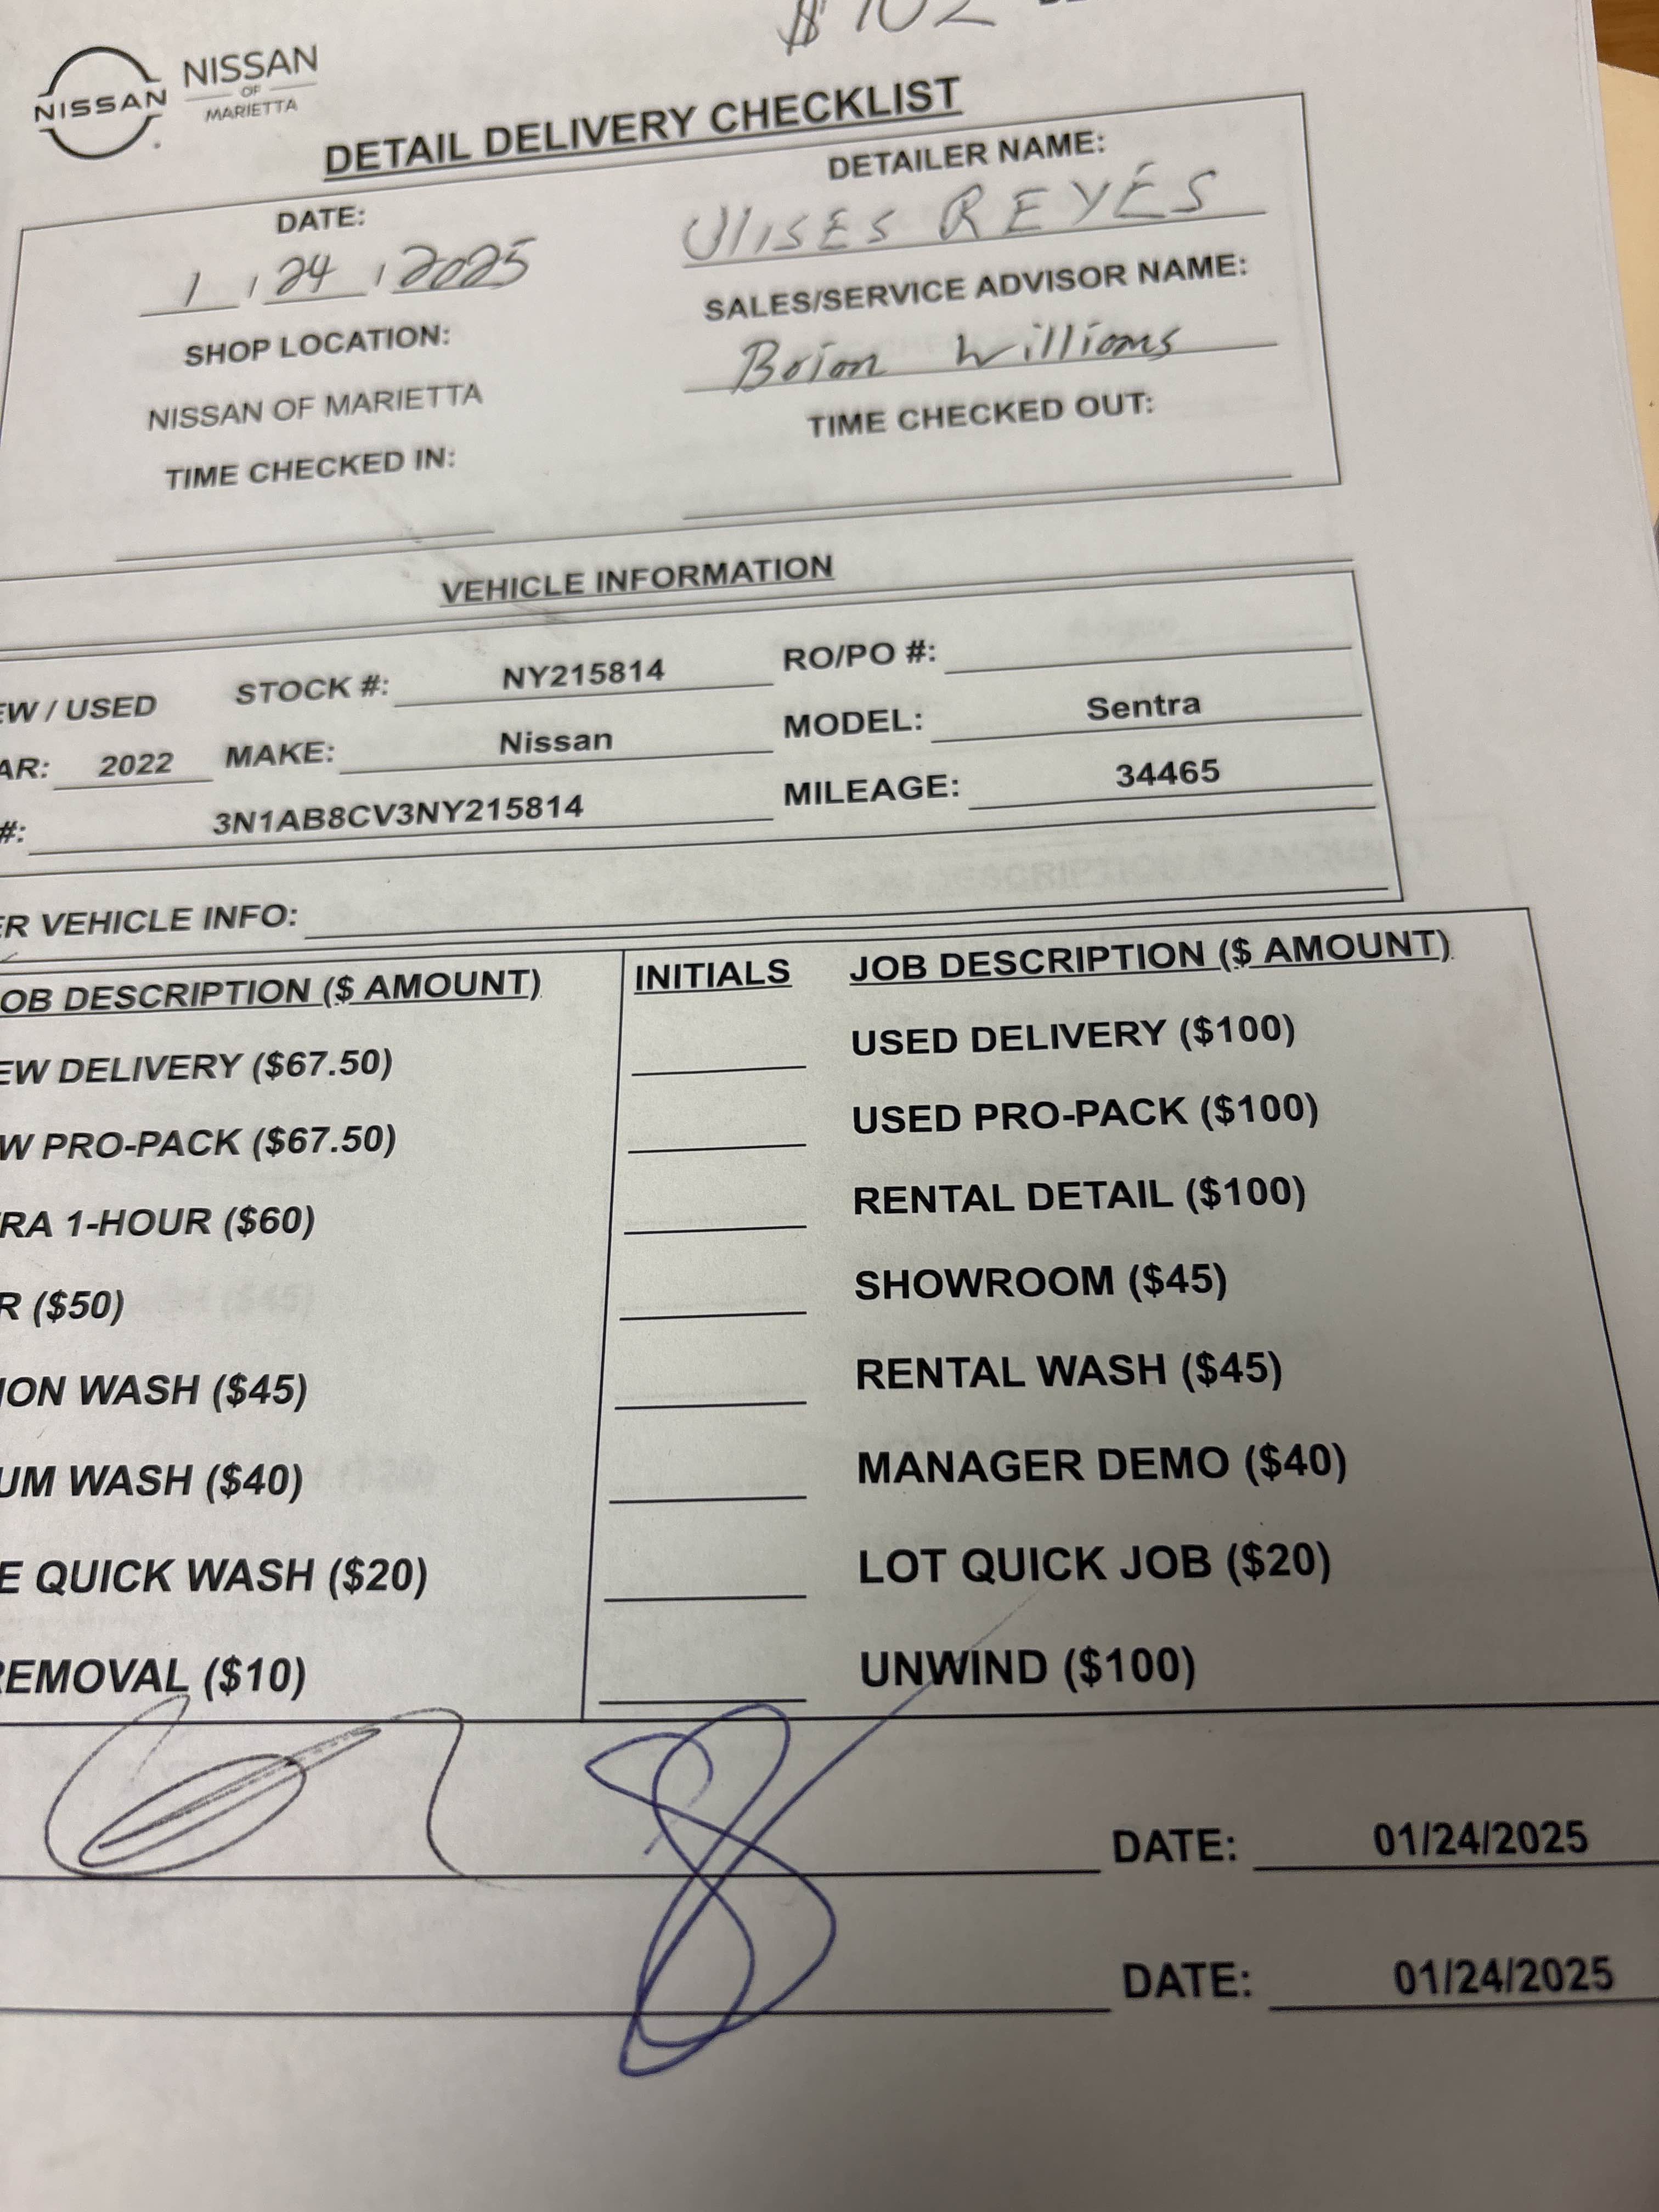 $102
NISSAN NISSAN
OF
MARIETTA
DETAIL DELIVERY CHECKLIST
DATE: DETAILER NAME:
1 / 24 / 2025 UlisEs REYES
SHOP LOCATION: SALES/SERVICE ADVISOR NAME:
NISSAN OF MARIETTA Brian Williams
TIME CHECKED IN: TIME CHECKED OUT:
VEHICLE INFORMATION
EW / USED STOCK #: NY215814 RO/PO #:
AR: 2022 MAKE: Nissan MODEL: Sentra
#: 3N1AB8CV3NY215814 MILEAGE: 34465
ER VEHICLE INFO:
OB DESCRIPTION ($ AMOUNT) INITIALS JOB DESCRIPTION ($ AMOUNT)
EW DELIVERY ($67.50) USED DELIVERY ($100)
W PRO-PACK ($67.50) USED PRO-PACK ($100)
RA 1-HOUR ($60) RENTAL DETAIL ($100)
R ($50) SHOWROOM ($45)
ION WASH ($45) RENTAL WASH ($45)
UM WASH ($40) MANAGER DEMO ($40)
E QUICK WASH ($20) LOT QUICK JOB ($20)
REMOVAL ($10) UNWIND ($100)
DATE: 01/24/2025
DATE: 01/24/2025